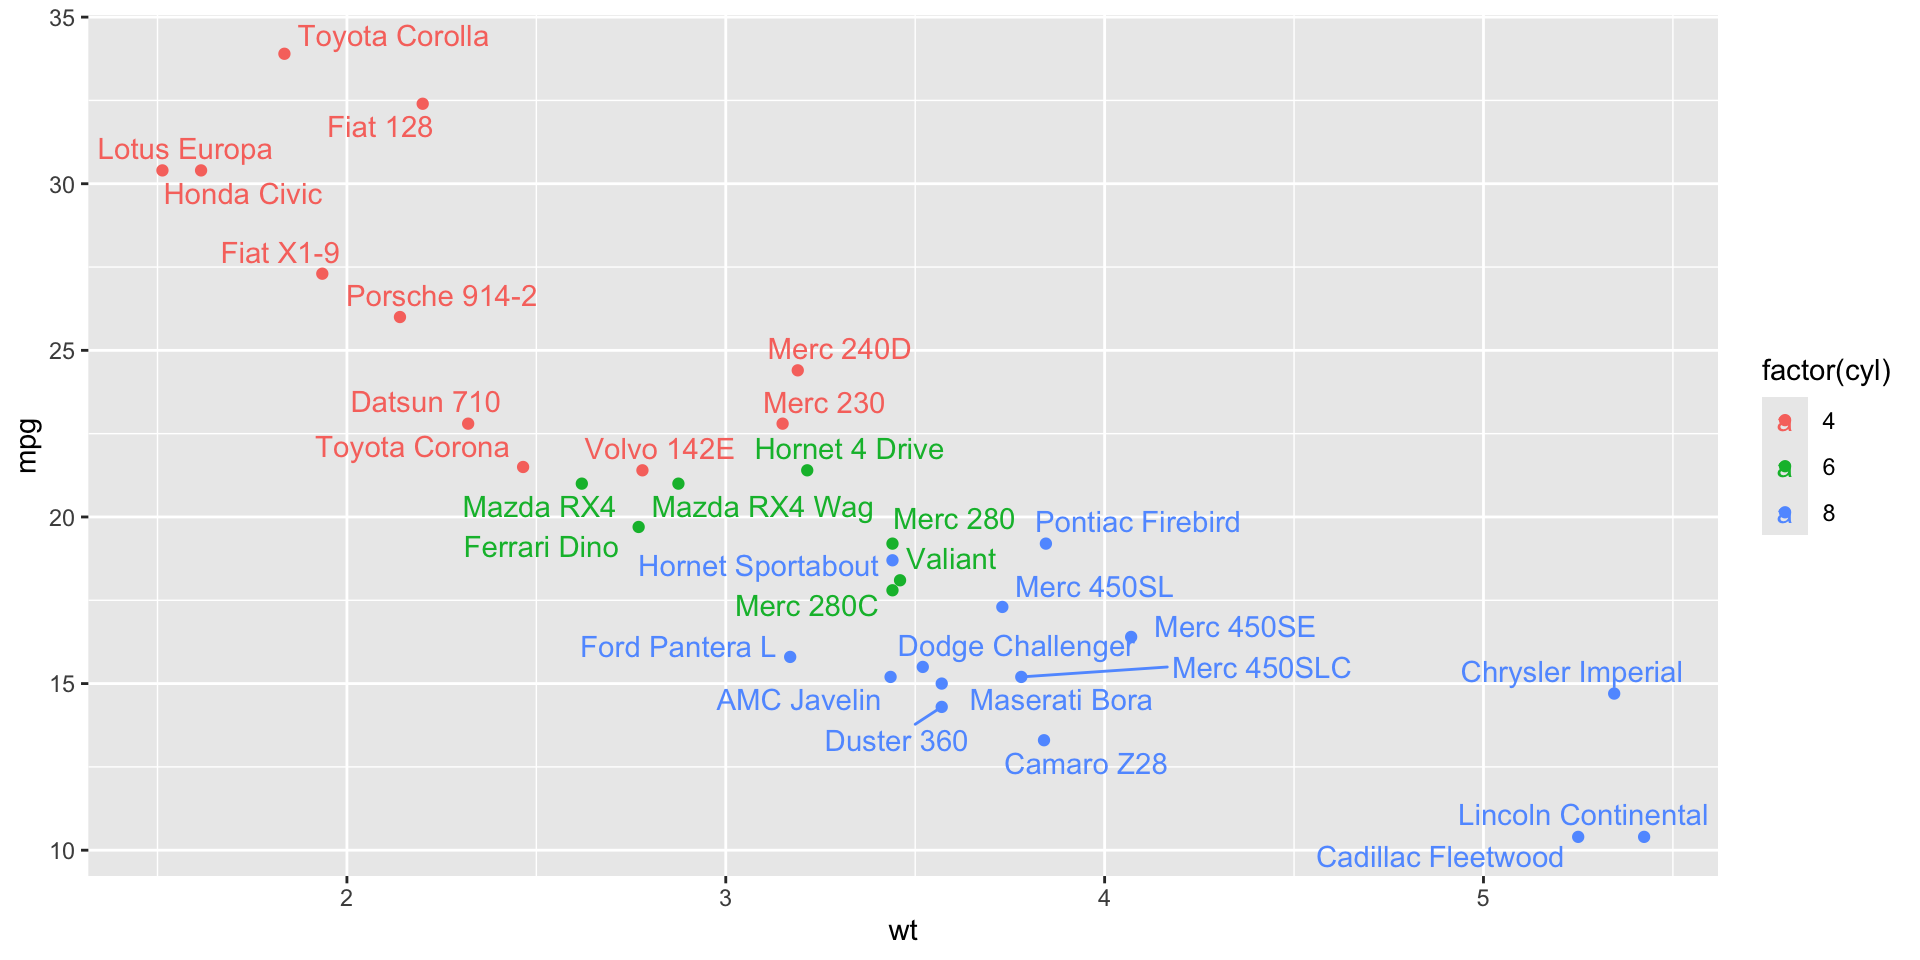 35
Toyota Corolla
Fiat 128
Lotus Europa
30
Honda Civic
Fiat X1-9
Porsche 914-2
25
Merc 240D
Datsun 710
Merc 230
Toyota Corona
Volvo 142E
Hornet 4 Drive
Mazda RX4
Mazda RX4 Wag
20
Merc 280
Pontiac Firebird
Ferrari Dino
Hornet Sportabout
Valiant
Merc 450SL
Merc 280C
Merc 450SE
Ford Pantera L
Dodge Challenger
Merc 450SLC
Chrysler Imperial
15
AMC Javelin
Maserati Bora
Duster 360
Camaro Z28
Lincoln Continental
10
Cadillac Fleetwood
2
3
4
5
wt
mpg
factor(cyl)
a 4
a 6
a 8